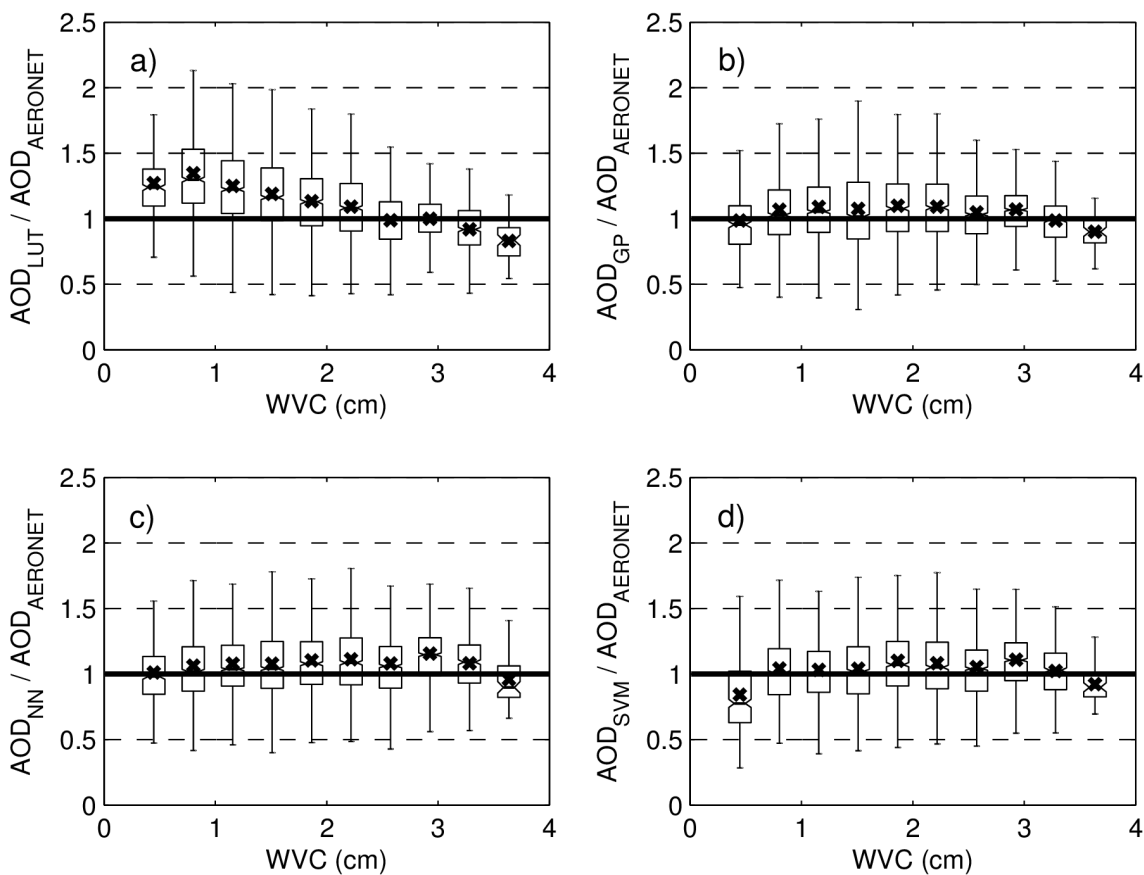 a)
AOD_LUT / AOD_AERONET
2.5
2
1.5
1
0.5
0
0 1 2 3 4
WVC (cm)
b)
AOD_GP / AOD_AERONET
2.5
2
1.5
1
0.5
0
0 1 2 3 4
WVC (cm)
c)
AOD_NN / AOD_AERONET
2.5
2
1.5
1
0.5
0
0 1 2 3 4
WVC (cm)
d)
AOD_SVM / AOD_AERONET
2.5
2
1.5
1
0.5
0
0 1 2 3 4
WVC (cm)